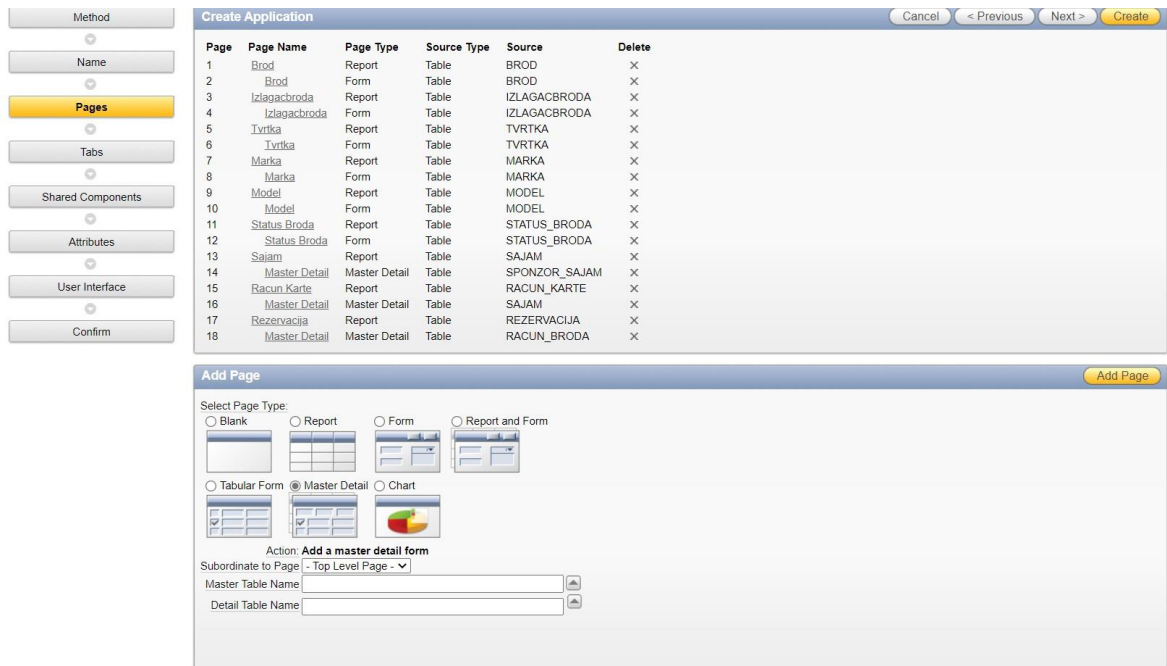 Method
Name
Pages
Tabs
Shared Components
Attributes
User Interface
Confirm
Create Application
Cancel < Previous Next > Create
Page Page Name Page Type Source Type Source Delete
1 Brod Report Table BROD
2 Brod Form Table BROD
3 Izlagacbroda Report Table IZLAGACBRODA
4 Izlagacbroda Form Table IZLAGACBRODA
5 Tvrtka Report Table TVRTKA
6 Tvrtka Form Table TVRTKA
7 Marka Report Table MARKA
8 Marka Form Table MARKA
9 Model Report Table MODEL
10 Model Form Table MODEL
11 Status Broda Report Table STATUS_BRODA
12 Status Broda Form Table STATUS_BRODA
13 Sajam Report Table SAJAM
14 Master Detail Master Detail Table SPONZOR_SAJAM
15 Racun Karte Report Table RACUN_KARTE
16 Master Detail Master Detail Table SAJAM
17 Rezervacija Report Table REZERVACIJA
18 Master Detail Master Detail Table RACUN_BRODA
Add Page Add Page
Select Page Type:
Blank Report Form Report and Form
Tabular Form Master Detail Chart
Action: Add a master detail form
Subordinate to Page - Top Level Page -
Master Table Name
Detail Table Name